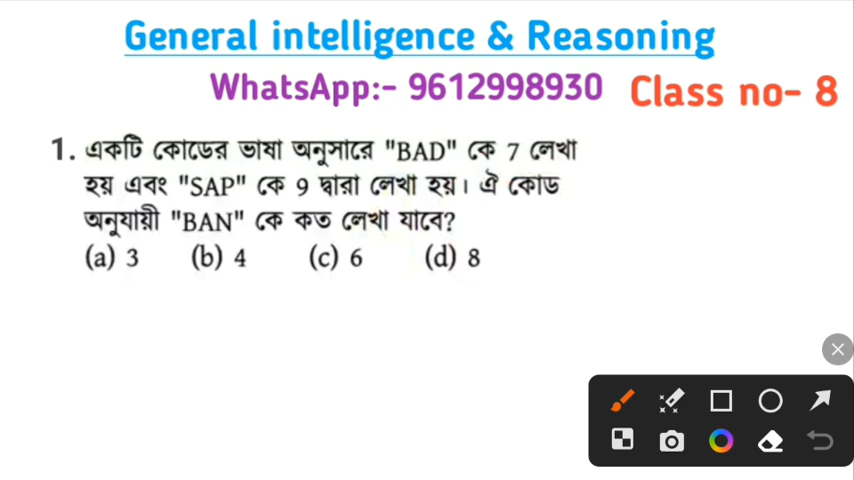 General intelligence & Reasoning
WhatsApp:- 9612998930 Class no- 8
1. একটি কোডের ভাষা অনুসারে "BAD" কে 7 লেখা
হয় এবং "SAP" কে 9 দ্বারা লেখা হয়। ঐ কোড
অনুযায়ী "BAN" কে কত লেখা যাবে?
(a) 3 (b) 4 (c) 6 (d) 8